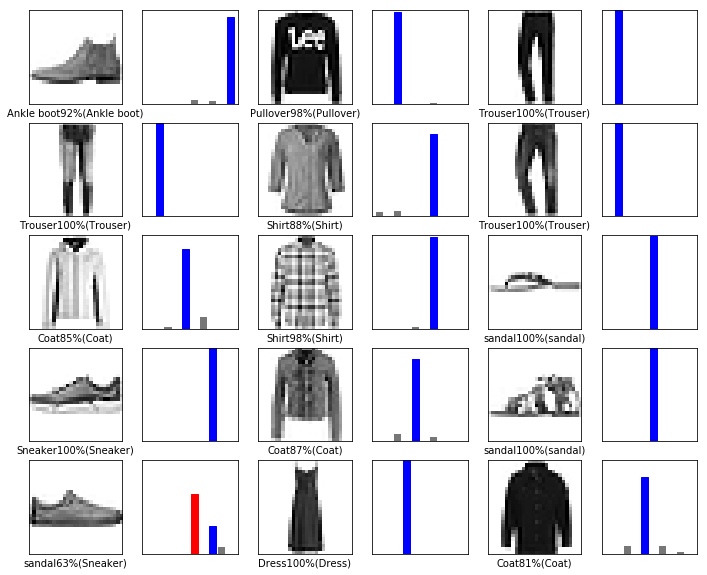 Lee
Ankle boot92%(Ankle boot)
Pullover98%(Pullover)
Trouser100%(Trouser)
Trouser100%(Trouser)
Shirt88%(Shirt)
Trouser100%(Trouser)
Coat85%(Coat)
Shirt98%(Shirt)
sandal100%(sandal)
Sneaker100%(Sneaker)
Coat87%(Coat)
sandal100%(sandal)
sandal63%(Sneaker)
Dress100%(Dress)
Coat81%(Coat)